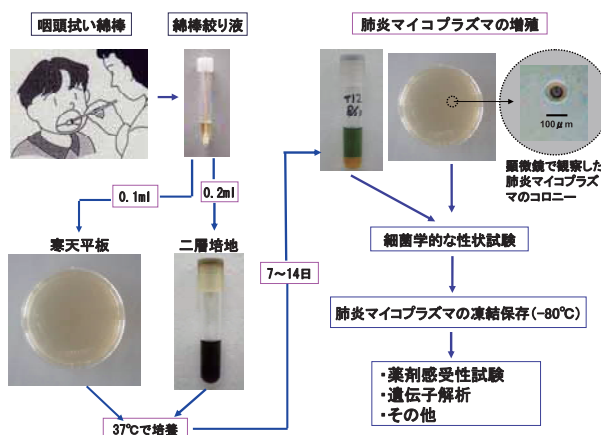 咽頭拭い綿棒
綿棒絞り液
肺炎マイコプラズマの増殖
T12
100μm
顕微鏡で観察した
肺炎マイコプラズ
マのコロニー
0.1ml
0.2ml
寒天平板
二層培地
7～14日
37℃で培養
細菌学的な性状試験
肺炎マイコプラズマの凍結保存(-80℃)
・薬剤感受性試験
・遺伝子解析
・その他